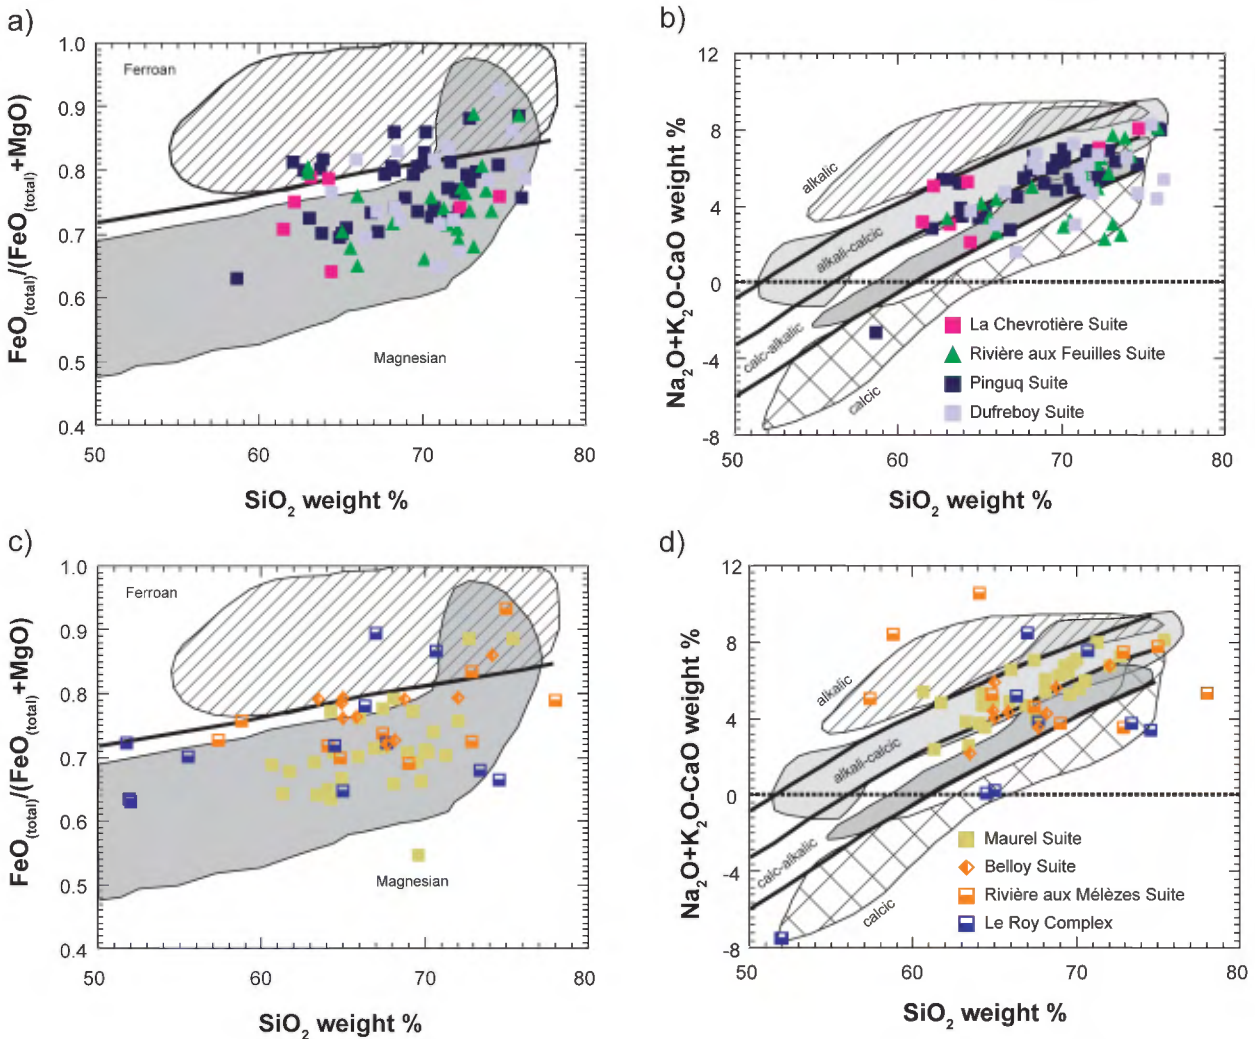 a)
1.0
0.9
0.8
0.7
0.6
0.5
0.4
FeO(total)/(FeO(total)+MgO)
Ferroan
Magnesian
50
60
70
80
SiO2 weight %
b)
12
8
4
0
-4
-8
Na2O+K2O-CaO weight %
alkalic
alkali-calcic
calc-alkalic
calcic
La Chevrotière Suite
Rivière aux Feuilles Suite
Pinguq Suite
Dufreboy Suite
50
60
70
80
SiO2 weight %
c)
1.0
0.9
0.8
0.7
0.6
0.5
0.4
FeO(total)/(FeO(total)+MgO)
Ferroan
Magnesian
50
60
70
80
SiO2 weight %
d)
12
8
4
0
-4
-8
Na2O+K2O-CaO weight %
alkalic
alkali-calcic
calc-alkalic
calcic
Maurel Suite
Belloy Suite
Rivière aux Mélèzes Suite
Le Roy Complex
50
60
70
80
SiO2 weight %